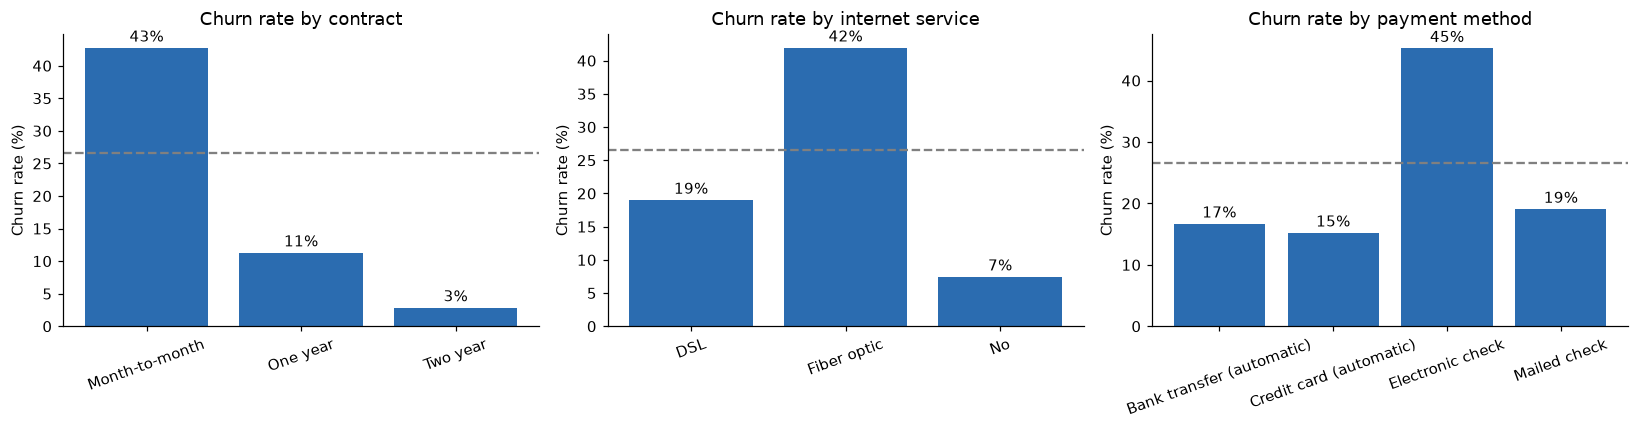 Churn rate by contract
Churn rate (%)
40
35
30
25
20
15
10
5
0
43%
11%
3%
Month-to-month
One year
Two year
Churn rate by internet service
Churn rate (%)
40
35
30
25
20
15
10
5
0
19%
42%
7%
DSL
Fiber optic
No
Churn rate by payment method
Churn rate (%)
40
30
20
10
0
17%
15%
45%
19%
Bank transfer (automatic)
Credit card (automatic)
Electronic check
Mailed check